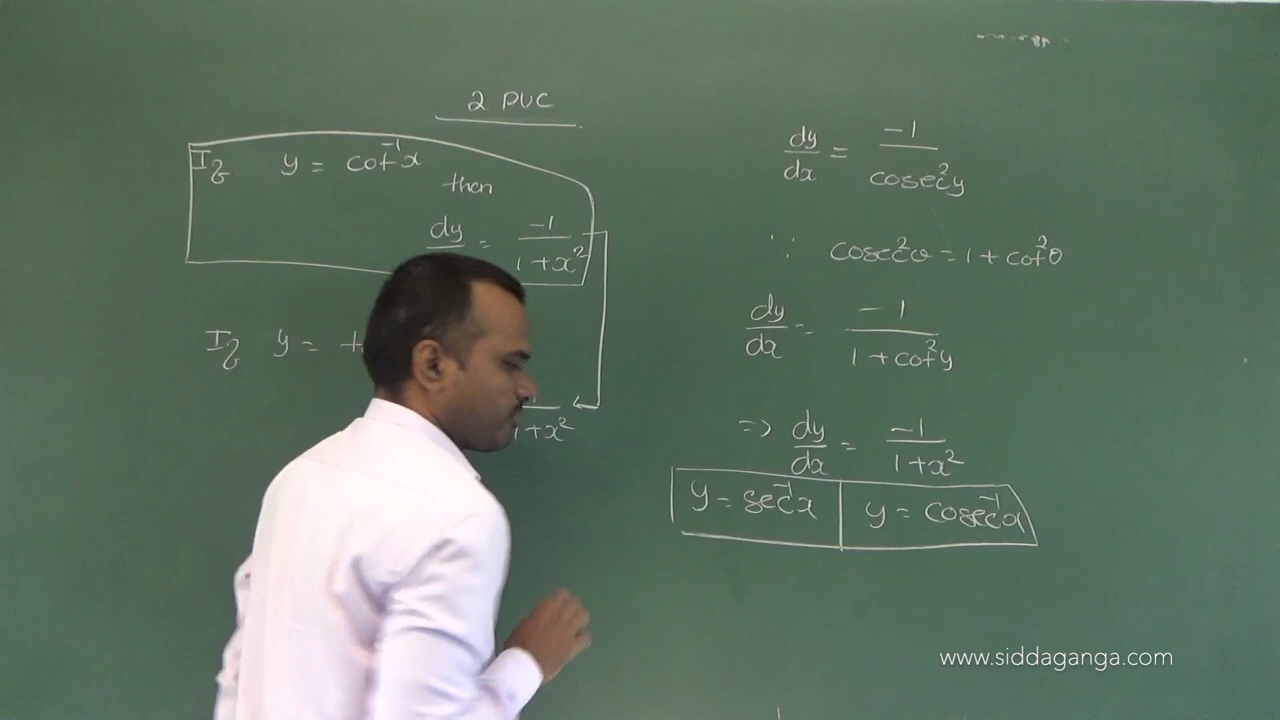 2 PUC
If y = cot⁻¹x
then
dy = -1/1+x²
If y =
1+x²
dy/dx = -1/cosec²y
∵ cosec²θ = 1 + cot²θ
dy/dx = -1/1 + cot²y
=> dy/dx = -1/1+x²
y = sec⁻¹x | y = cosec⁻¹x
www.siddaganga.com